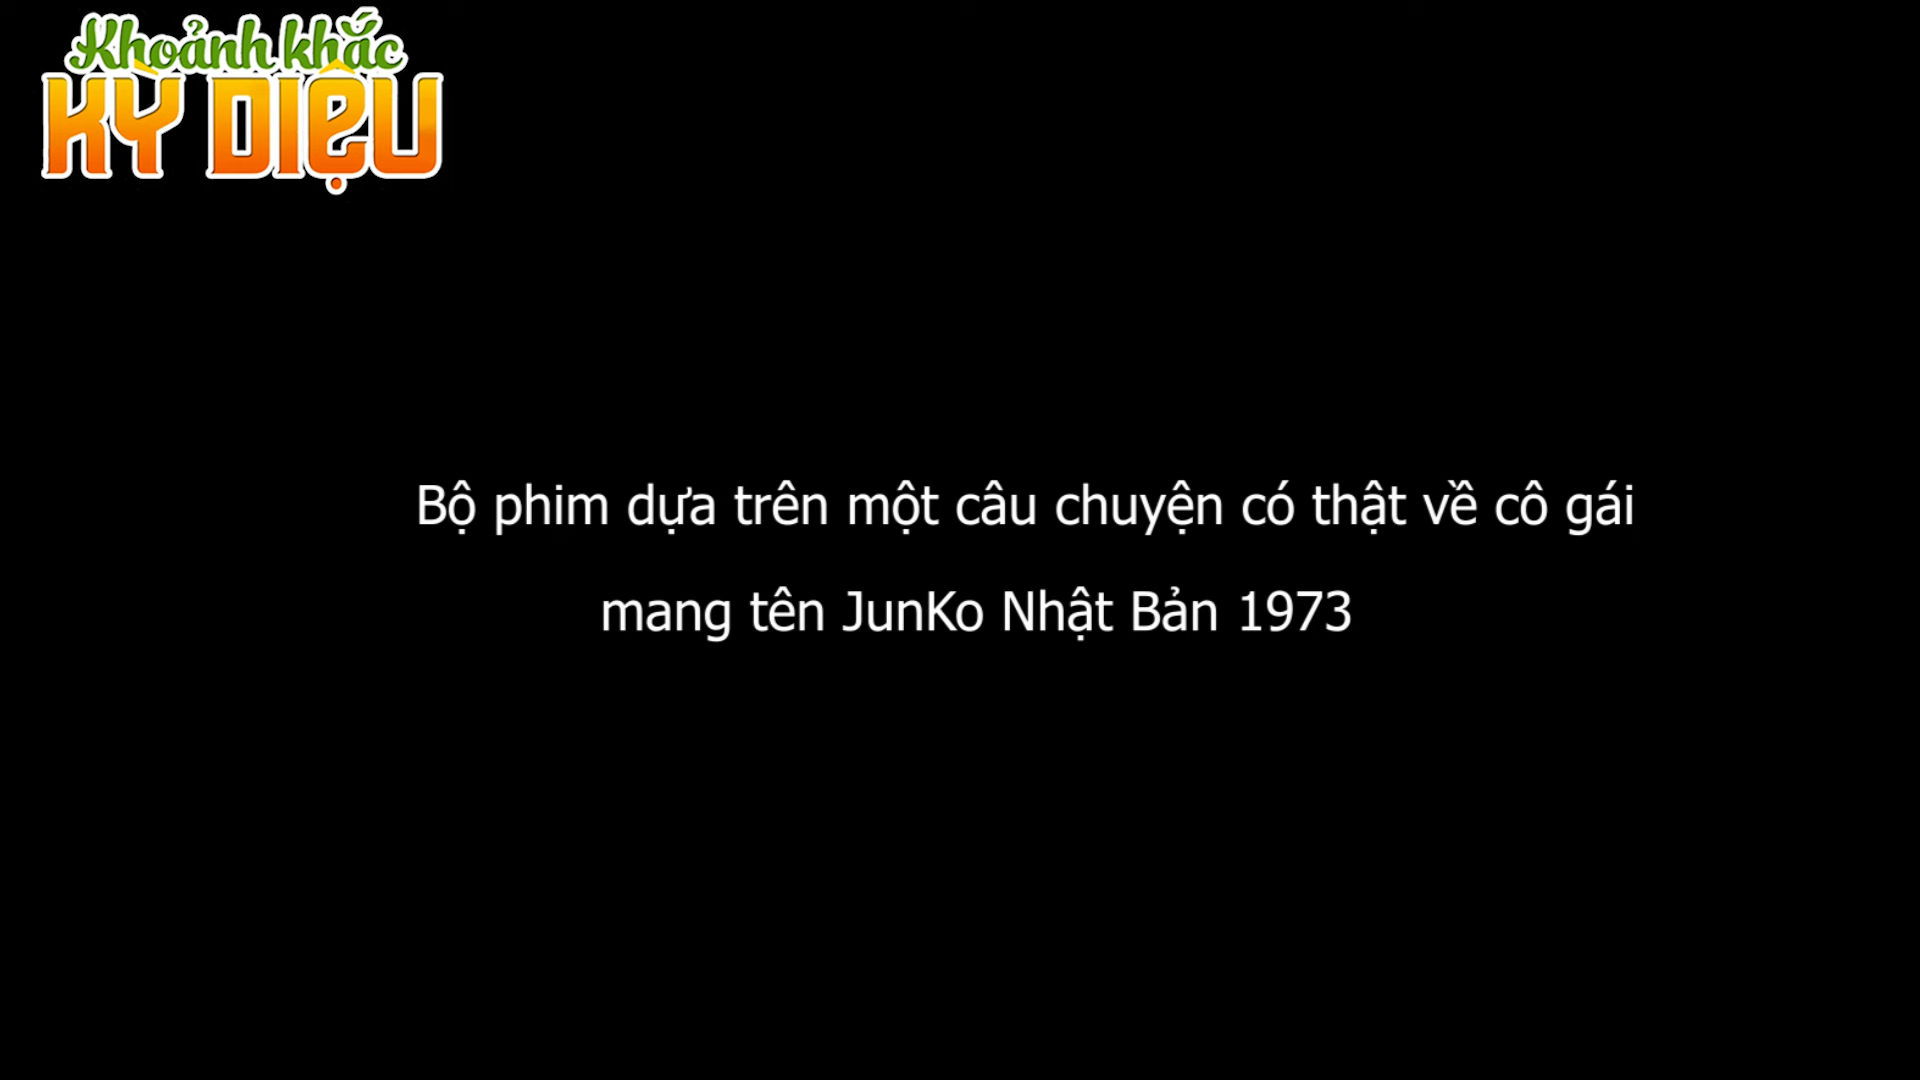 Khoảnh khắc
KỲ DIỆU
Bộ phim dựa trên một câu chuyện có thật về cô gái
mang tên JunKo Nhật Bản 1973